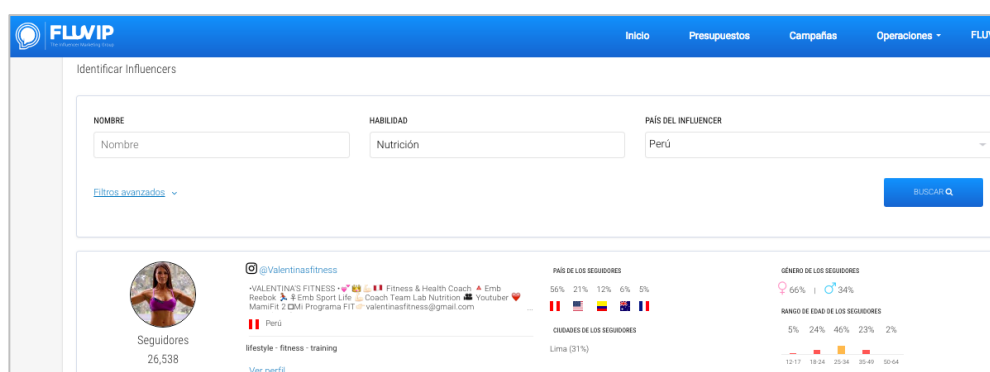 FLUVIP
The Influencer Marketing Group
Inicio
Presupuestos
Campañas
Operaciones
FLUV
Identificar Influencers
NOMBRE
HABILIDAD
PAÍS DEL INFLUENCER
Nombre
Nutrición
Perú
Filtros avanzados
BUSCAR
@Valentinasfitness
•VALENTINA'S FITNESS • Fitness & Health Coach Emb
Reebok Emb Sport Life Coach Team Lab Nutrition Youtuber
MamiFit 2 Mi Programa FIT valentinasfitness@gmail.com
...
Perú
lifestyle - fitness - training
Ver perfil
Seguidores
26,538
PAÍS DE LOS SEGUIDORES
56% 21% 12% 6% 5%
CIUDADES DE LOS SEGUIDORES
Lima (31%)
GÉNERO DE LOS SEGUIDORES
66% | 34%
RANGO DE EDAD DE LOS SEGUIDORES
5% 24% 46% 23% 2%
12-17 18-24 25-34 35-49 50-64